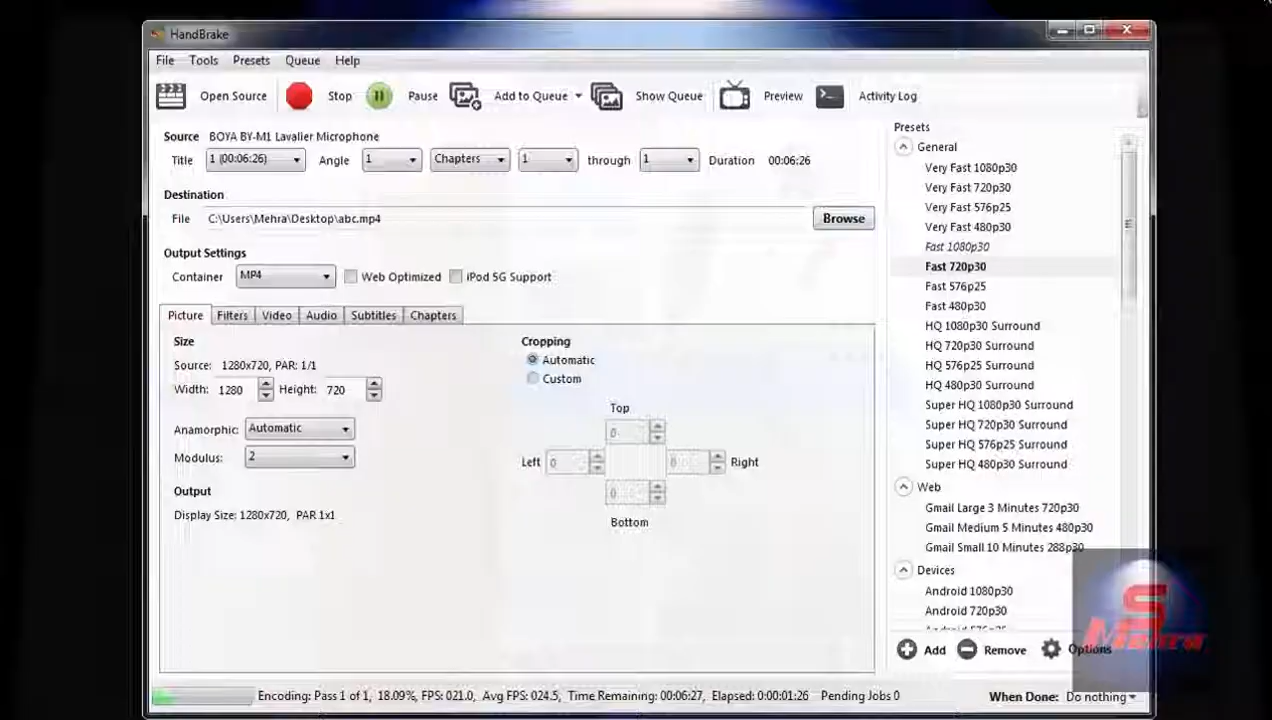 HandBrake
File Tools Presets Queue Help
Open Source Stop Pause Add to Queue Show Queue Preview Activity Log
Source BOYA BY-M1 Lavalier Microphone
Title 1 (00:06:26) Angle 1 Chapters 1 through 1 Duration 00:06:26
Destination
File C:\Users\Mehra\Desktop\abc.mp4 Browse
Output Settings
Container MP4 Web Optimized iPod 5G Support
Picture Filters Video Audio Subtitles Chapters
Size
Source: 1280x720, PAR: 1/1
Width: 1280 Height: 720
Anamorphic: Automatic
Modulus: 2
Output
Display Size: 1280x720, PAR 1x1
Cropping
Automatic
Custom
Top
0
Left 0 0 Right
0
Bottom
Presets
General
Very Fast 1080p30
Very Fast 720p30
Very Fast 576p25
Very Fast 480p30
Fast 1080p30
Fast 720p30
Fast 576p25
Fast 480p30
HQ 1080p30 Surround
HQ 720p30 Surround
HQ 576p25 Surround
HQ 480p30 Surround
Super HQ 1080p30 Surround
Super HQ 720p30 Surround
Super HQ 576p25 Surround
Super HQ 480p30 Surround
Web
Gmail Large 3 Minutes 720p30
Gmail Medium 5 Minutes 480p30
Gmail Small 10 Minutes 288p30
Devices
Android 1080p30
Android 720p30
Add Remove Options
S
Mehra
Encoding: Pass 1 of 1, 18.09%, FPS: 021.0, Avg FPS: 024.5, Time Remaining: 00:06:27, Elapsed: 0:00:01:26 Pending Jobs 0 When Done: Do nothing